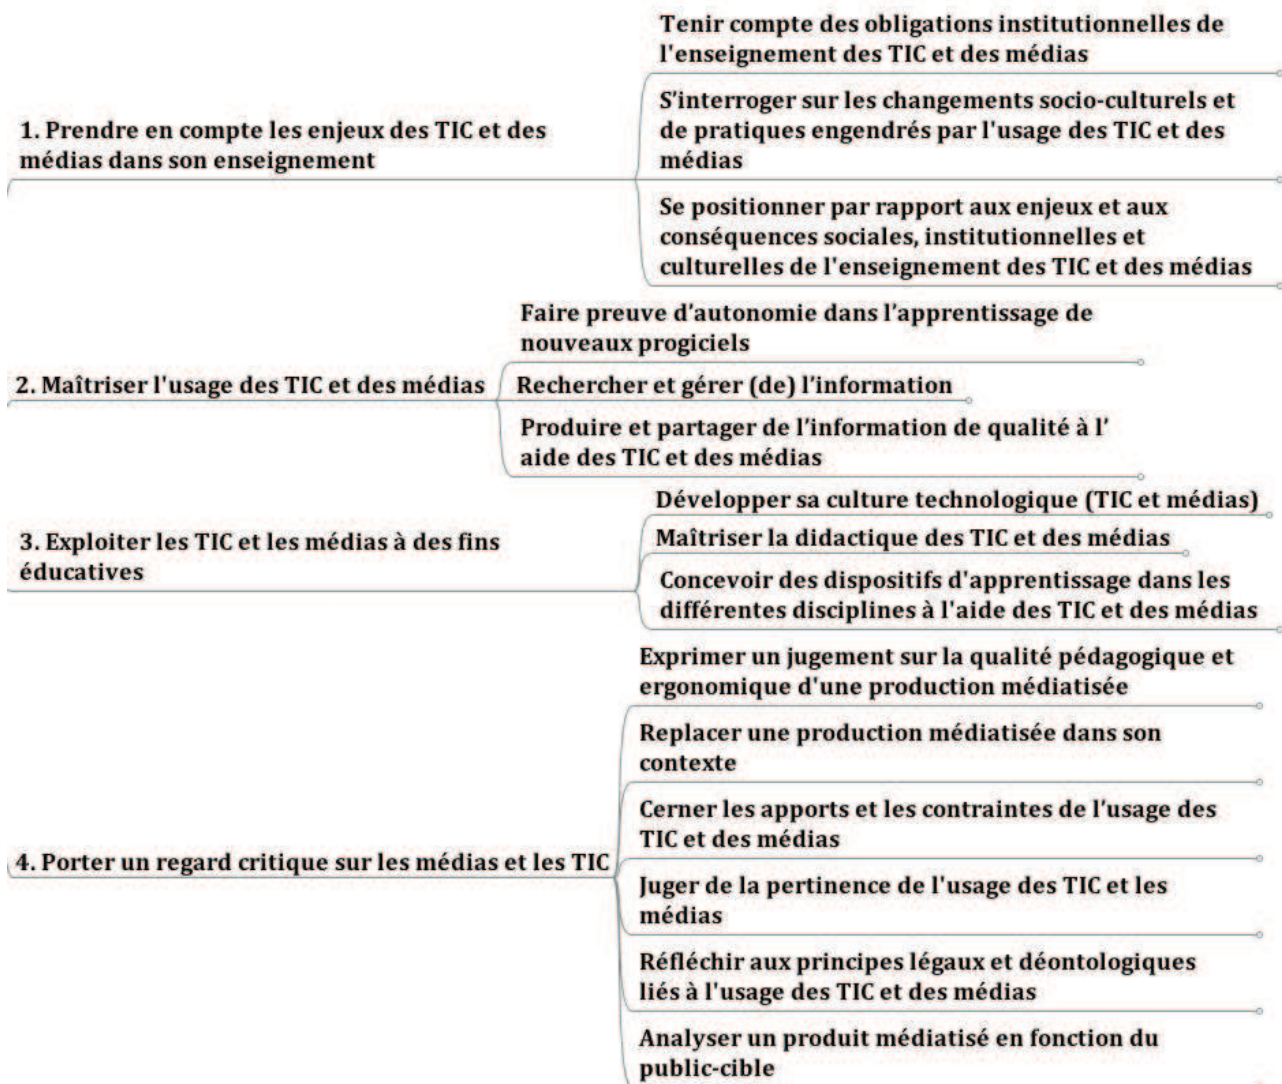 1. Prendre en compte les enjeux des TIC et des
médias dans son enseignement
Tenir compte des obligations institutionnelles de
l'enseignement des TIC et des médias
S’interroger sur les changements socio-culturels et
de pratiques engendrés par l'usage des TIC et des
médias
Se positionner par rapport aux enjeux et aux
conséquences sociales, institutionnelles et
culturelles de l'enseignement des TIC et des médias
2. Maîtriser l'usage des TIC et des médias
Faire preuve d’autonomie dans l’apprentissage de
nouveaux progiciels
Rechercher et gérer (de) l’information
Produire et partager de l’information de qualité à l’
aide des TIC et des médias
3. Exploiter les TIC et les médias à des fins
éducatives
Développer sa culture technologique (TIC et médias)
Maîtriser la didactique des TIC et des médias
Concevoir des dispositifs d'apprentissage dans les
différentes disciplines à l'aide des TIC et des médias
4. Porter un regard critique sur les médias et les TIC
Exprimer un jugement sur la qualité pédagogique et
ergonomique d'une production médiatisée
Replacer une production médiatisée dans son
contexte
Cerner les apports et les contraintes de l’usage des
TIC et des médias
Juger de la pertinence de l'usage des TIC et les
médias
Réfléchir aux principes légaux et déontologiques
liés à l'usage des TIC et des médias
Analyser un produit médiatisé en fonction du
public-cible